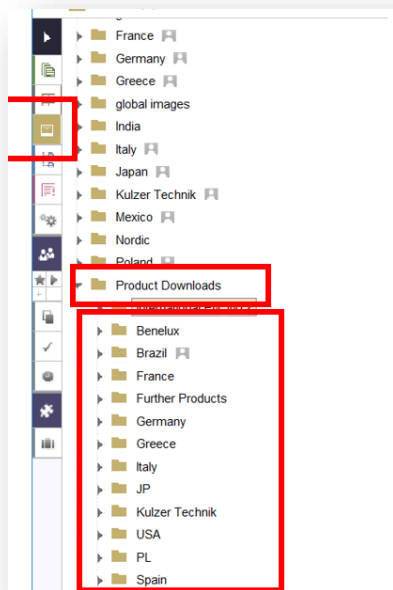 France
Germany
Greece
global images
India
Italy
Japan
Kulzer Technik
Mexico
Nordic
Poland
Product Downloads
Benelux
Brazil
France
Further Products
Germany
Greece
Italy
JP
Kulzer Technik
USA
PL
Spain